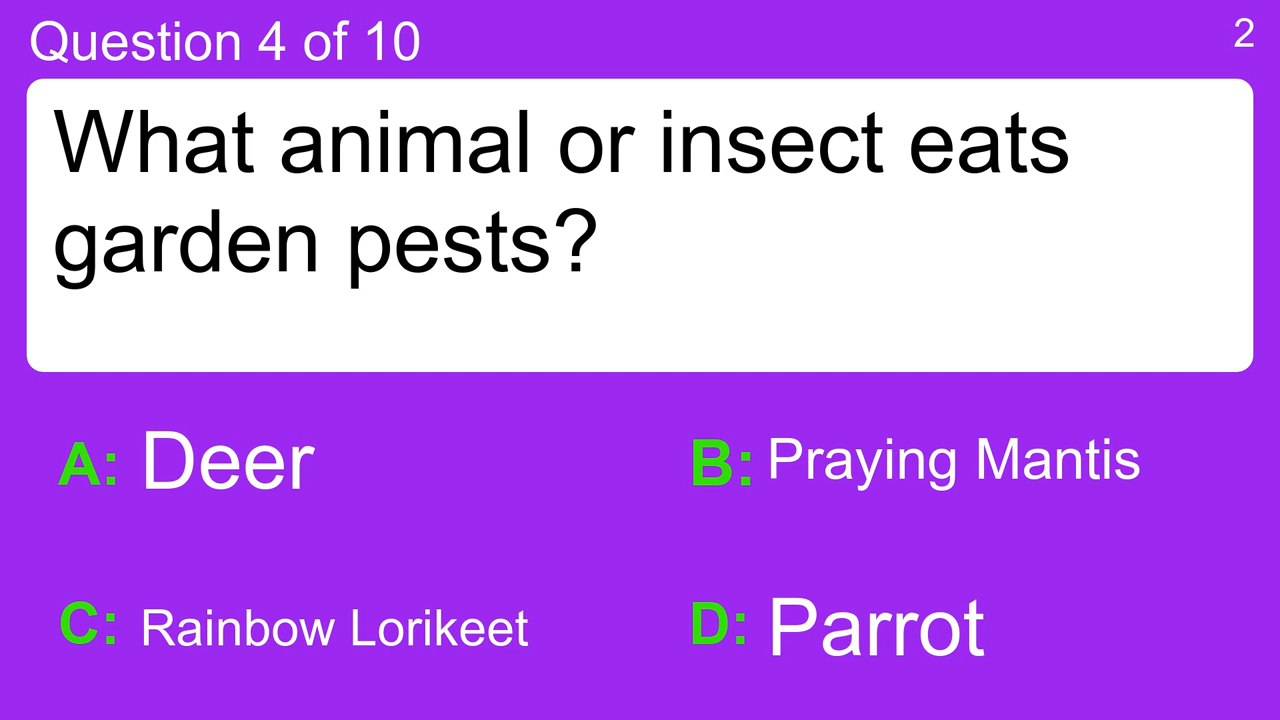 Question 4 of 10
2
What animal or insect eats
garden pests?
A: Deer
B: Praying Mantis
C: Rainbow Lorikeet
D: Parrot